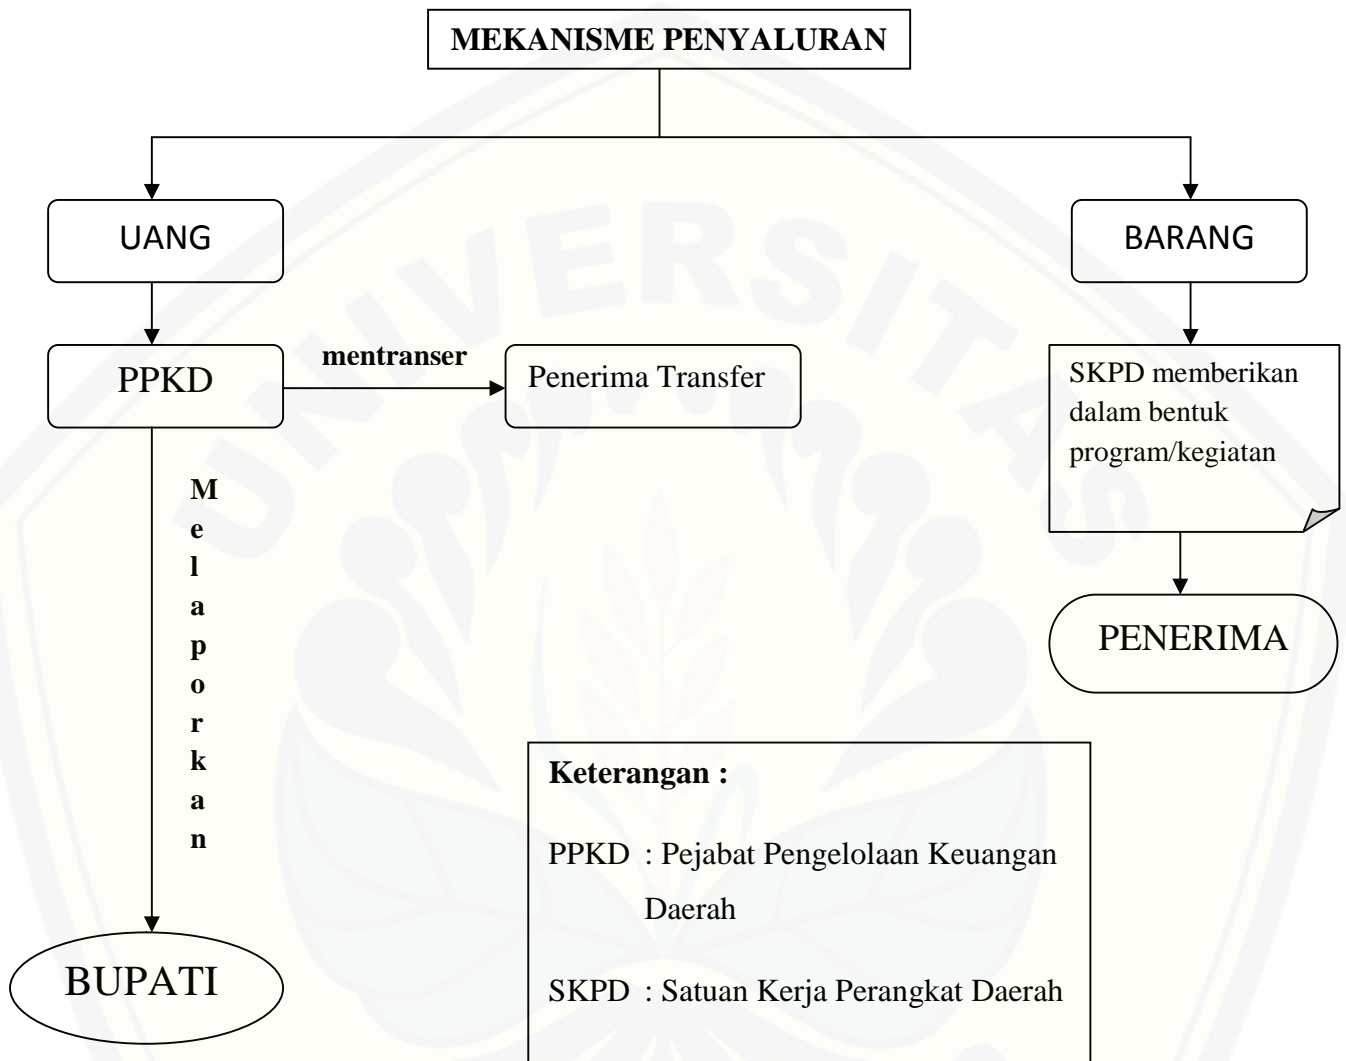 MEKANISME PENYALURAN
UANG
BARANG
PPKD
mentranser
Penerima Transfer
SKPD memberikan
dalam bentuk
program/kegiatan
M
e
l
a
p
o
r
k
a
n
PENERIMA
BUPATI
Keterangan :
PPKD : Pejabat Pengelolaan Keuangan
Daerah
SKPD : Satuan Kerja Perangkat Daerah
UNIVERSITAS